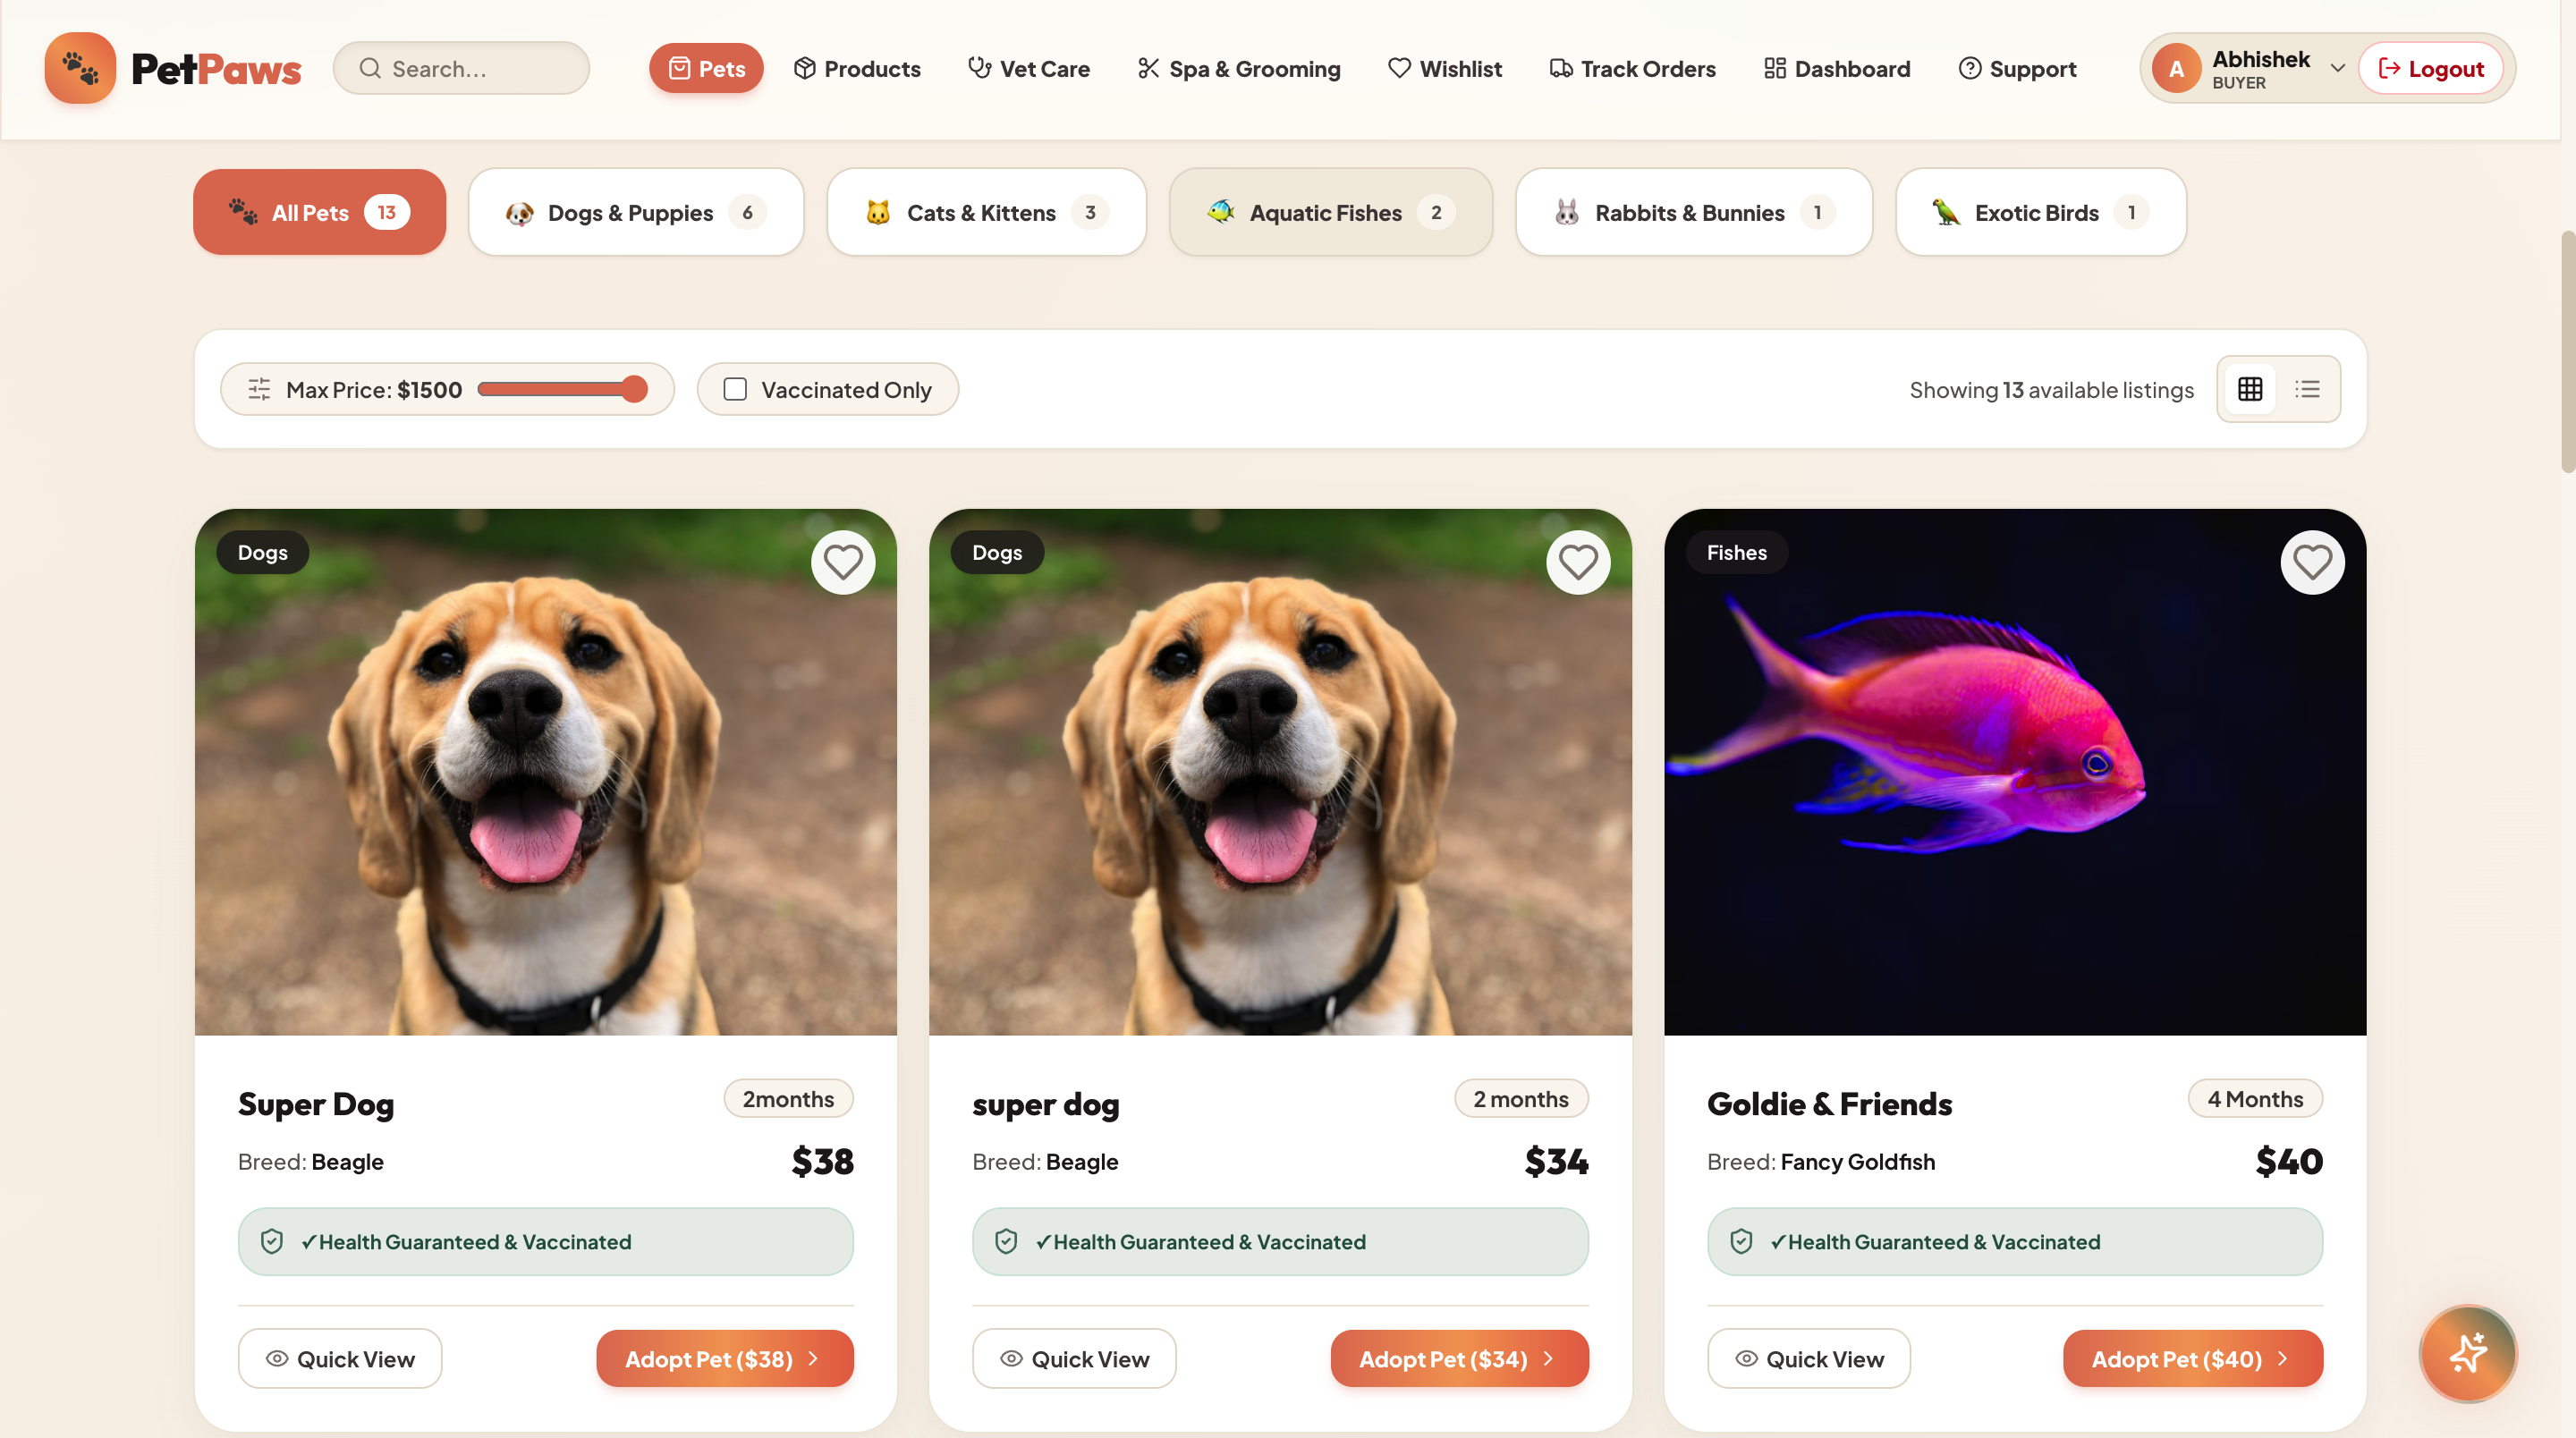 PetPaws
Search...
Pets
Products
Vet Care
Spa & Grooming
Wishlist
Track Orders
Dashboard
Support
A
Abhishek
BUYER
Logout
All Pets 13
Dogs & Puppies 6
Cats & Kittens 3
Aquatic Fishes 2
Rabbits & Bunnies 1
Exotic Birds 1
Max Price: $1500
Vaccinated Only
Showing 13 available listings
Dogs
Dogs
Fishes
Super Dog
2months
Breed: Beagle
$38
✓Health Guaranteed & Vaccinated
Quick View
Adopt Pet ($38)
super dog
2 months
Breed: Beagle
$34
✓Health Guaranteed & Vaccinated
Quick View
Adopt Pet ($34)
Goldie & Friends
4 Months
Breed: Fancy Goldfish
$40
✓Health Guaranteed & Vaccinated
Quick View
Adopt Pet ($40)